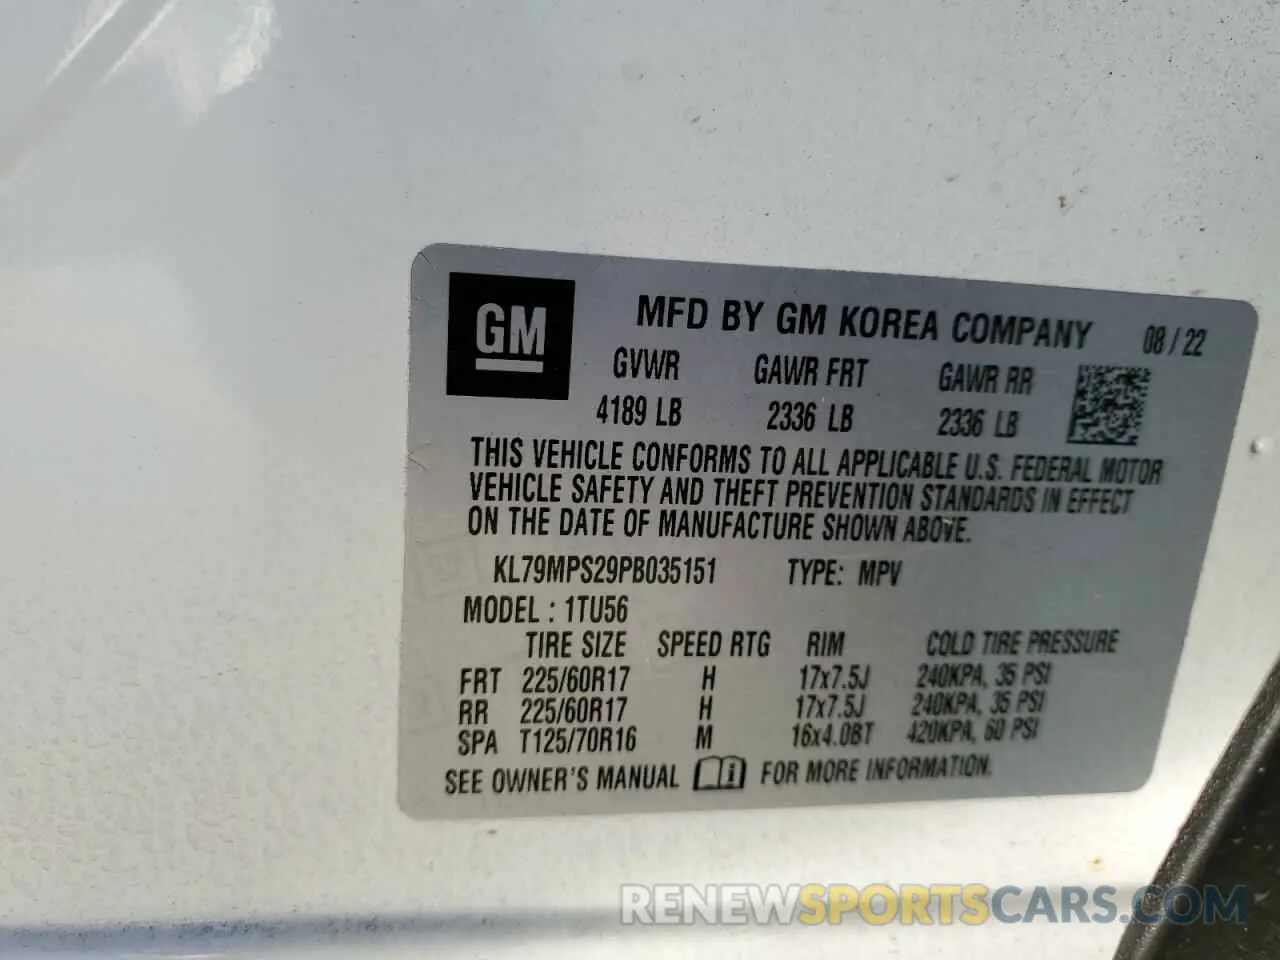 GM
MFD BY GM KOREA COMPANY 08 / 22
GVWR GAWR FRT GAWR RR
4189 LB 2336 LB 2336 LB
THIS VEHICLE CONFORMS TO ALL APPLICABLE U.S. FEDERAL MOTOR
VEHICLE SAFETY AND THEFT PREVENTION STANDARDS IN EFFECT
ON THE DATE OF MANUFACTURE SHOWN ABOVE.
KL79MPS29PB035151 TYPE: MPV
MODEL : 1TU56
TIRE SIZE SPEED RTG RIM COLD TIRE PRESSURE
FRT 225/60R17 H 17x7.5J 240KPA, 35 PSI
RR 225/60R17 H 17x7.5J 240KPA, 35 PSI
SPA T125/70R16 M 16x4.0BT 420KPA, 60 PSI
SEE OWNER'S MANUAL FOR MORE INFORMATION.
RENEWSPORTSCARS.COM